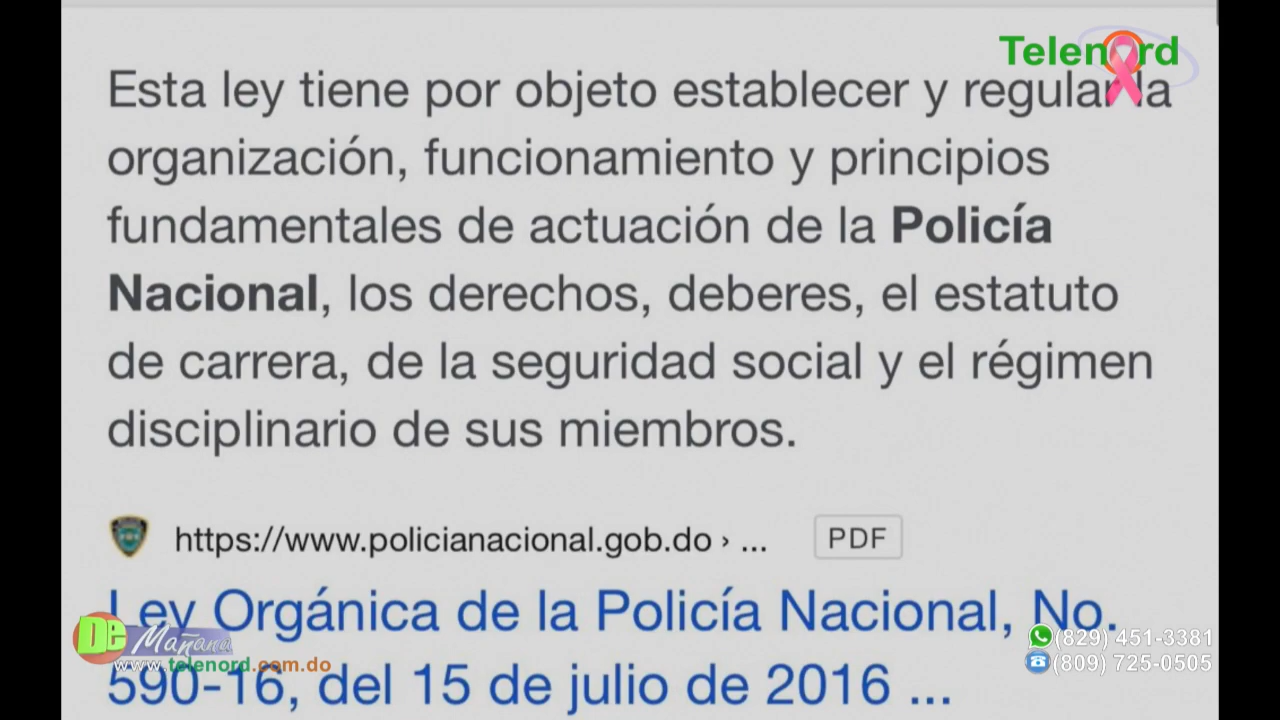 Telenord
Esta ley tiene por objeto establecer y regular la
organización, funcionamiento y principios
fundamentales de actuación de la Policía
Nacional, los derechos, deberes, el estatuto
de carrera, de la seguridad social y el régimen
disciplinario de sus miembros.
https://www.policianacional.gob.do › ... PDF
Ley Orgánica de la Policía Nacional, No.
590-16, del 15 de julio de 2016 ...
De Mañana
www.telenord.com.do
(829) 451-3381
(809) 725-0505